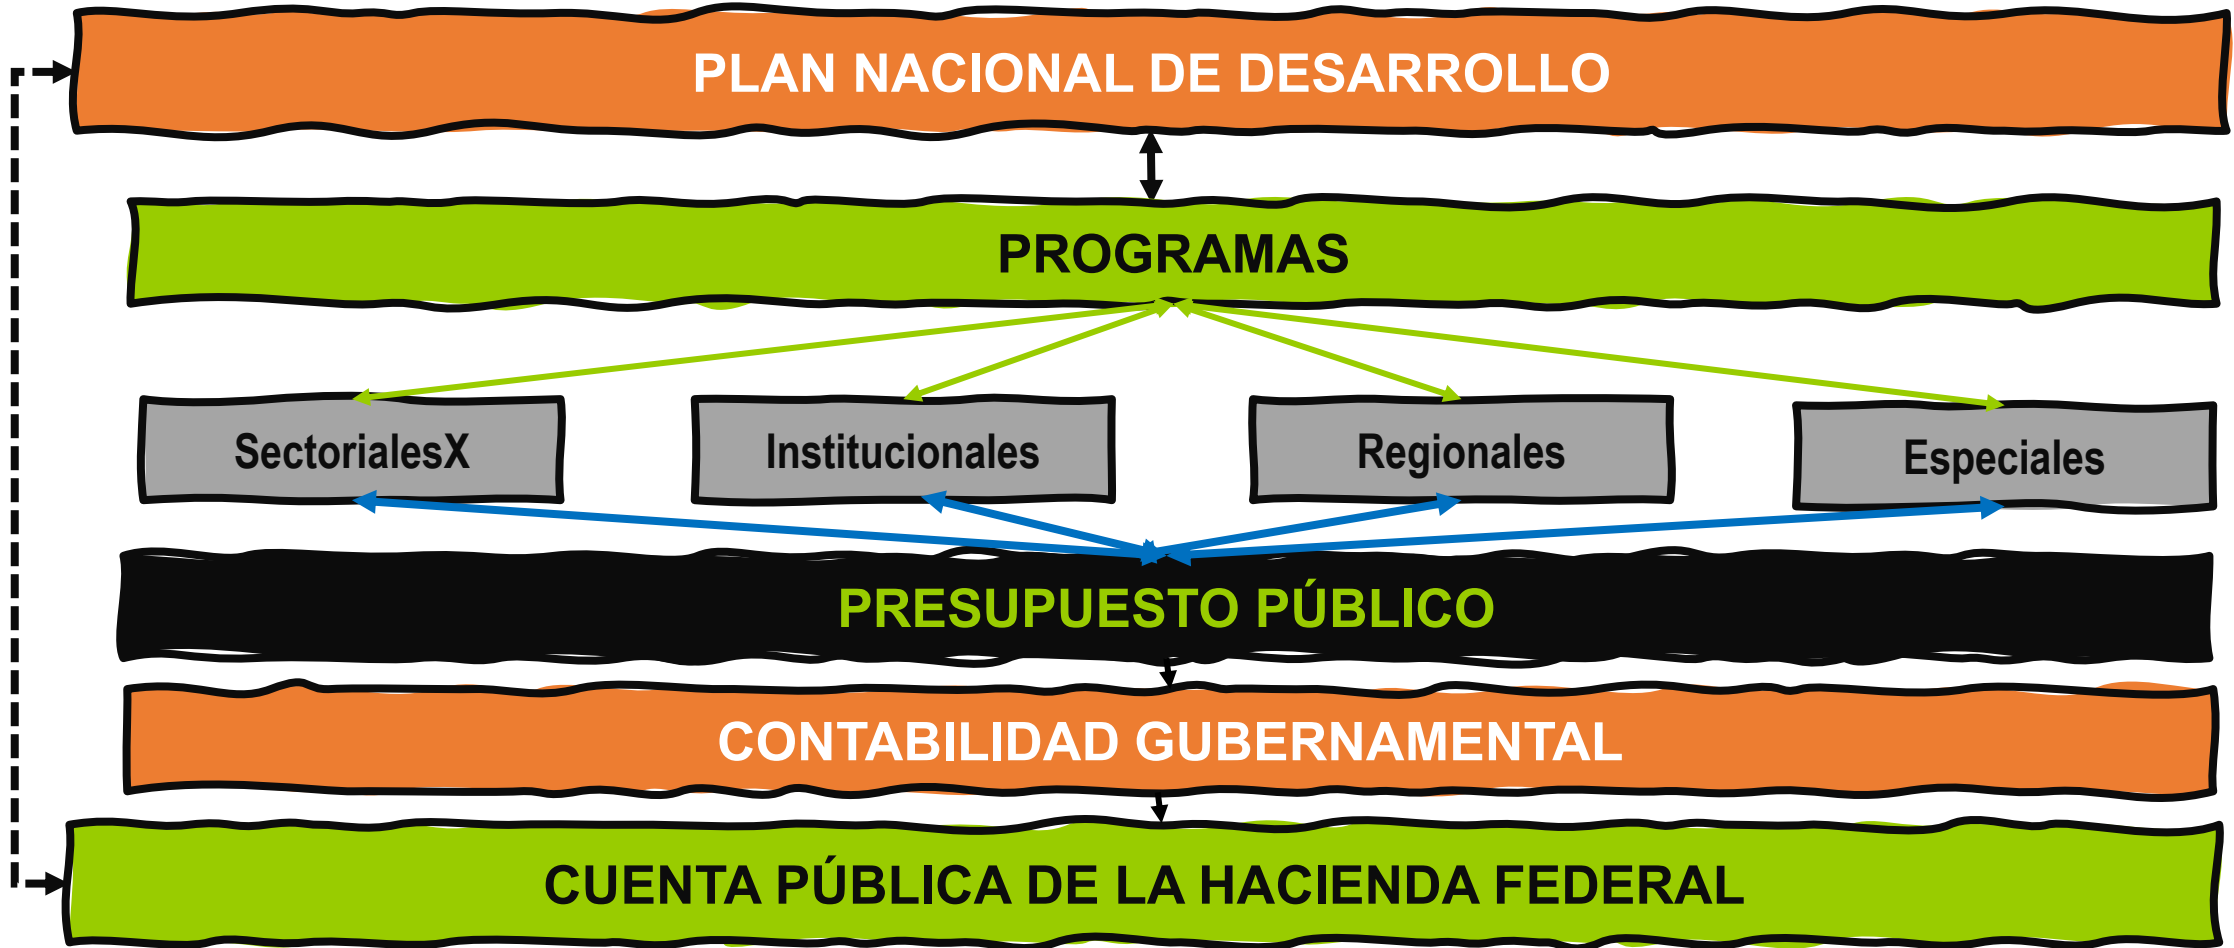 PLAN NACIONAL DE DESARROLLO
PROGRAMAS
SectorialesX
Institucionales
Regionales
Especiales
PRESUPUESTO PÚBLICO
CONTABILIDAD GUBERNAMENTAL
CUENTA PÚBLICA DE LA HACIENDA FEDERAL